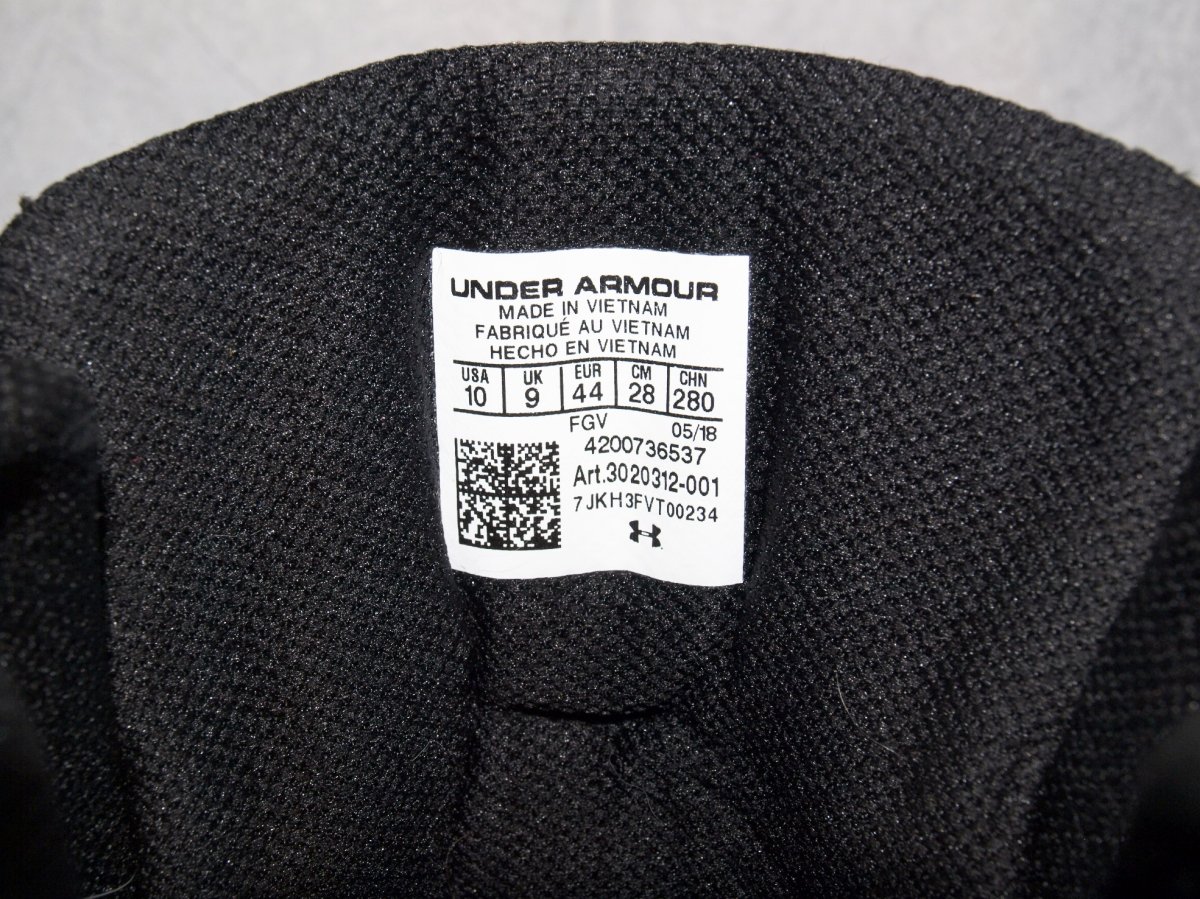 UNDER ARMOUR
MADE IN VIETNAM
FABRIQUÉ AU VIETNAM
HECHO EN VIETNAM
USA UK EUR CM CHN
10 9 44 28 280
FGV 05/18
4200736537
Art.3020312-001
7JKH3FVT00234